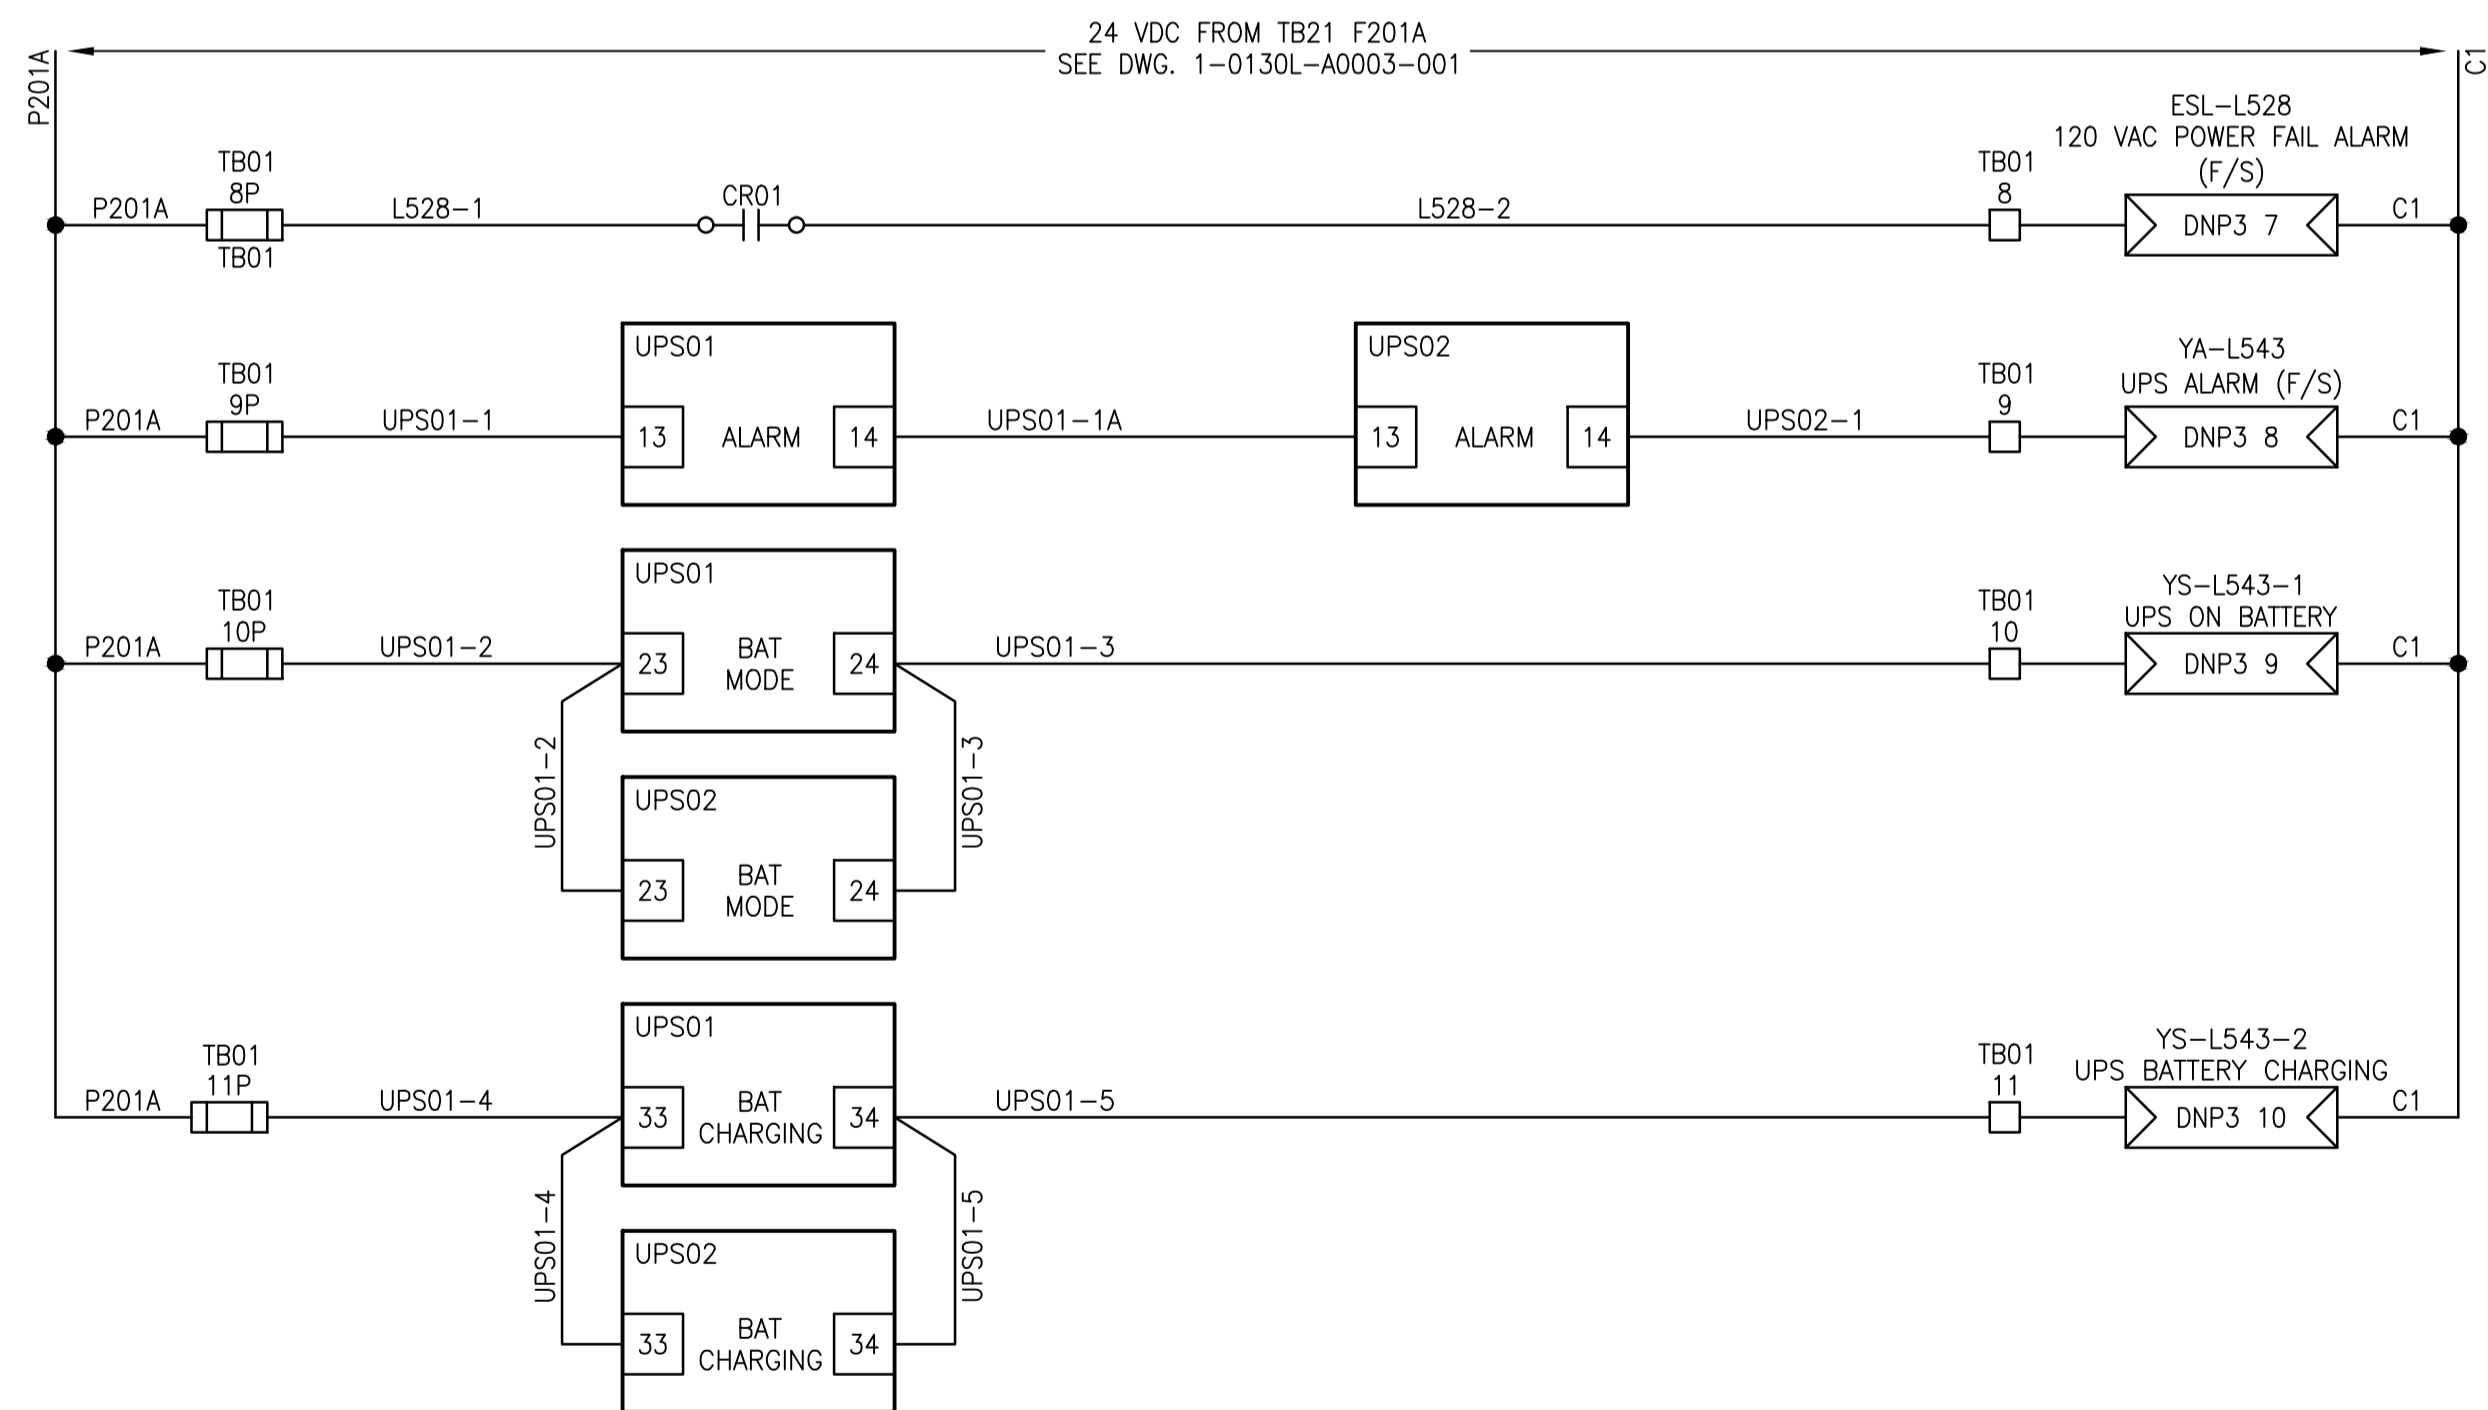 24 VDC FROM TB21 F201A
SEE DWG. 1-0130L-A0003-001
P201A
C1
ESL-L528
120 VAC POWER FAIL ALARM
(F/S)
TB01
8P
TB01
P201A
L528-1
CR01
L528-2
TB01
8
DNP3 7
C1
UPS01
UPS02
YA-L543
UPS ALARM (F/S)
TB01
9P
P201A
UPS01-1
13
ALARM
14
UPS01-1A
13
ALARM
14
UPS02-1
TB01
9
DNP3 8
C1
UPS01
YS-L543-1
UPS ON BATTERY
TB01
10P
P201A
UPS01-2
23
BAT
MODE
24
UPS01-3
TB01
10
DNP3 9
C1
UPS01-2
UPS01-3
UPS02
23
BAT
MODE
24
UPS01
YS-L543-2
UPS BATTERY CHARGING
TB01
11P
P201A
UPS01-4
33
BAT
CHARGING
34
UPS01-5
TB01
11
DNP3 10
C1
UPS01-4
UPS01-5
UPS02
33
BAT
CHARGING
34